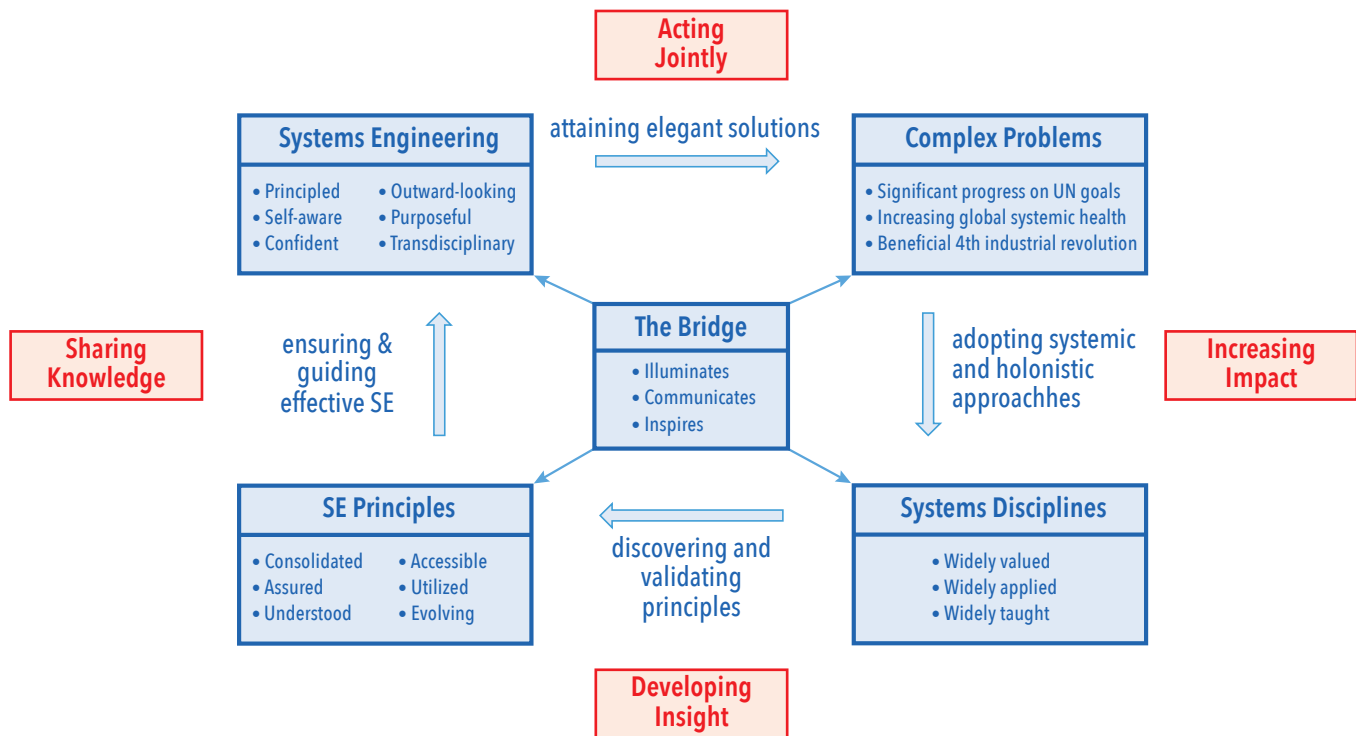 Acting
Jointly
Systems Engineering
• Principled
• Self-aware
• Confident
• Outward-looking
• Purposeful
• Transdisciplinary
attaining elegant solutions
Complex Problems
• Significant progress on UN goals
• Increasing global systemic health
• Beneficial 4th industrial revolution
Sharing
Knowledge
ensuring &
guiding
effective SE
The Bridge
• Illuminates
• Communicates
• Inspires
adopting systemic
and holonistic
approachhes
Increasing
Impact
SE Principles
• Consolidated
• Assured
• Understood
• Accessible
• Utilized
• Evolving
discovering and
validating
principles
Systems Disciplines
• Widely valued
• Widely applied
• Widely taught
Developing
Insight